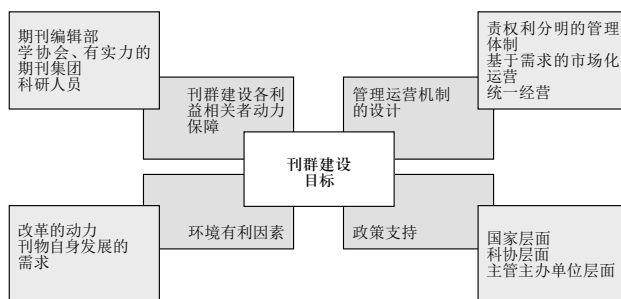 期刊编辑部
学协会、有实力的
期刊集团
科研人员
责权利分明的管理
体制
基于需求的市场化
运营
统一经营
刊群建设各利
益相关者动力
保障
管理运营机制
的设计
刊群建设
目标
环境有利因素
政策支持
改革的动力
刊物自身发展的
需求
国家层面
科协层面
主管主办单位层面